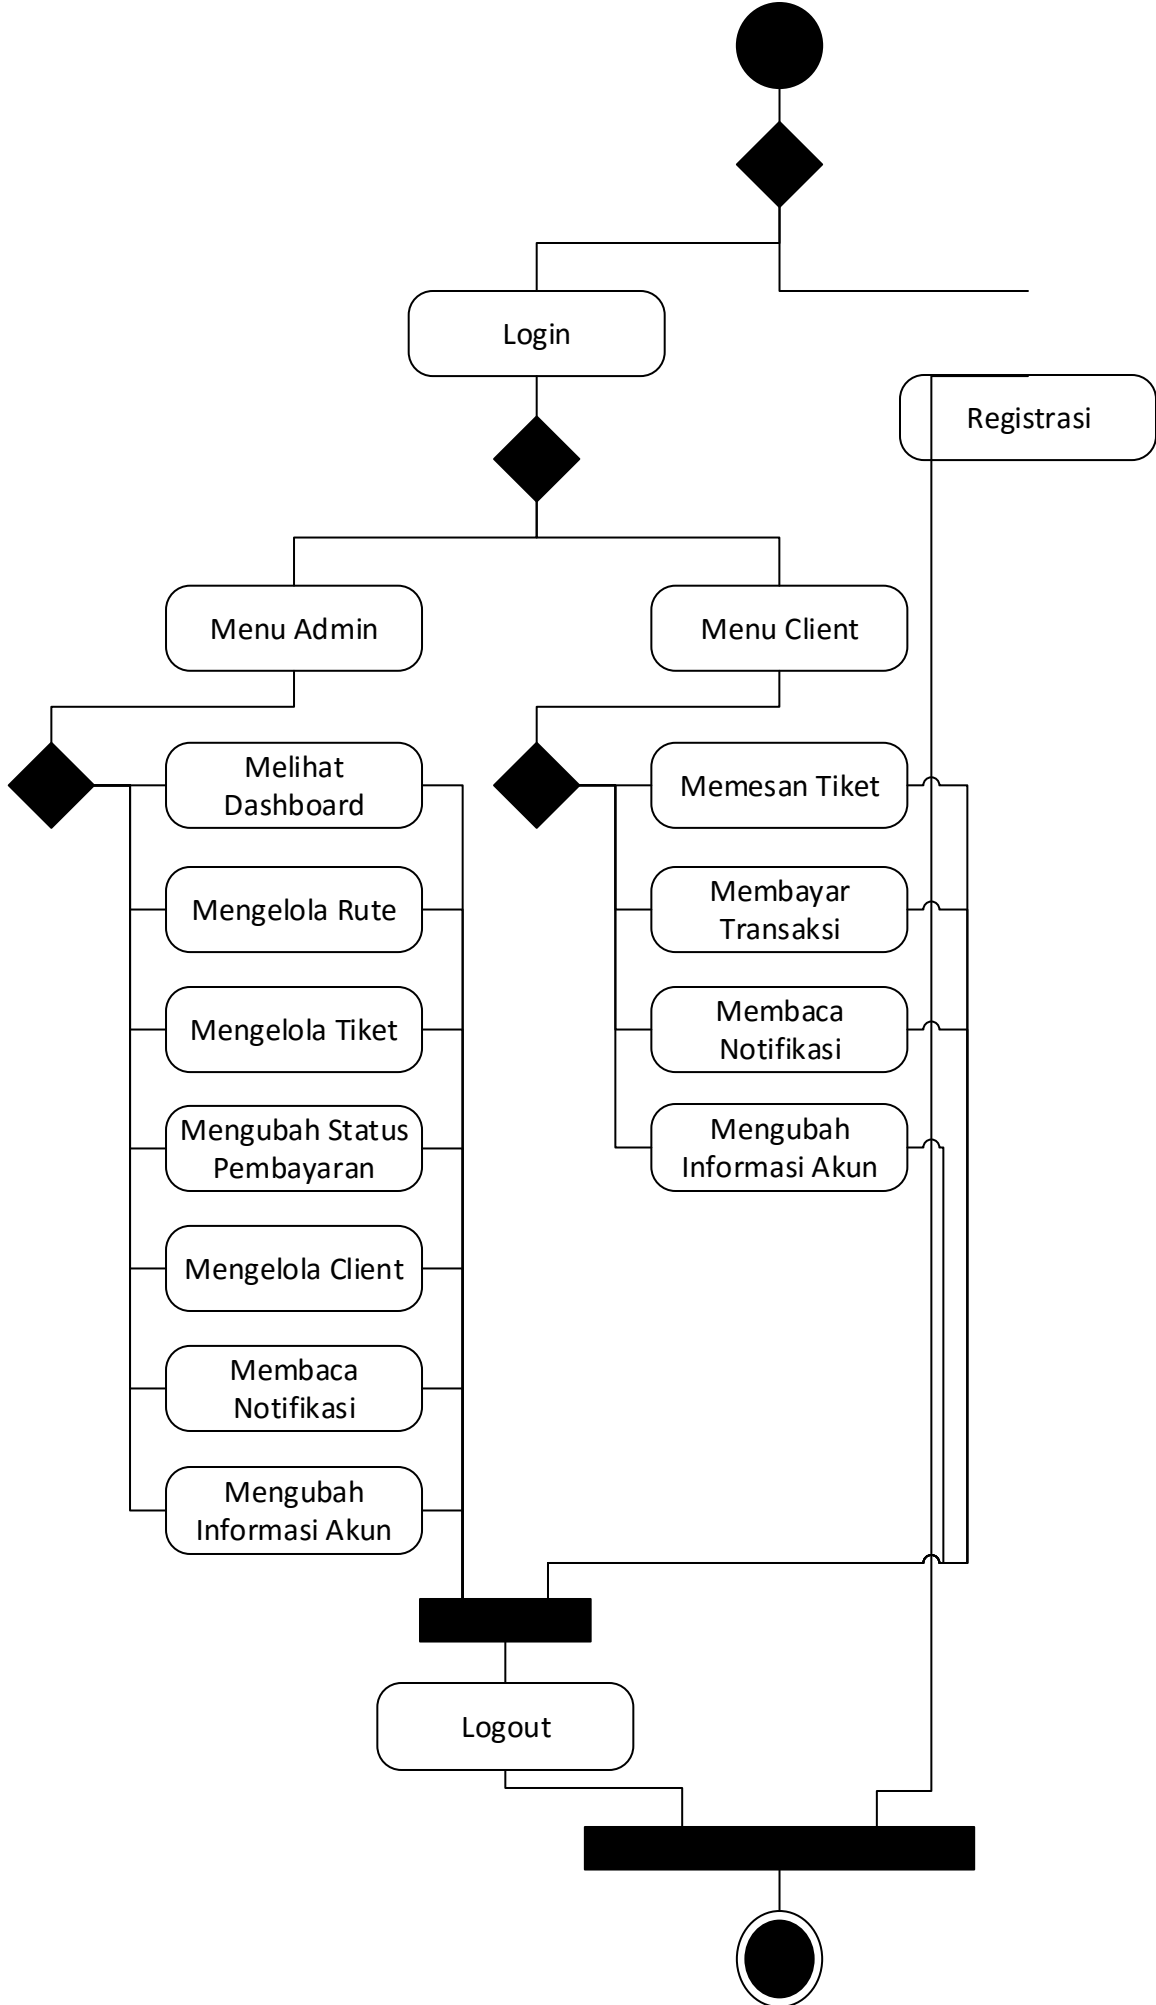 Login
Registrasi
Menu Admin
Menu Client
Melihat
Dashboard
Mengelola Rute
Mengelola Tiket
Mengubah Status
Pembayaran
Mengelola Client
Membaca
Notifikasi
Mengubah
Informasi Akun
Memesan Tiket
Membayar
Transaksi
Membaca
Notifikasi
Mengubah
Informasi Akun
Logout